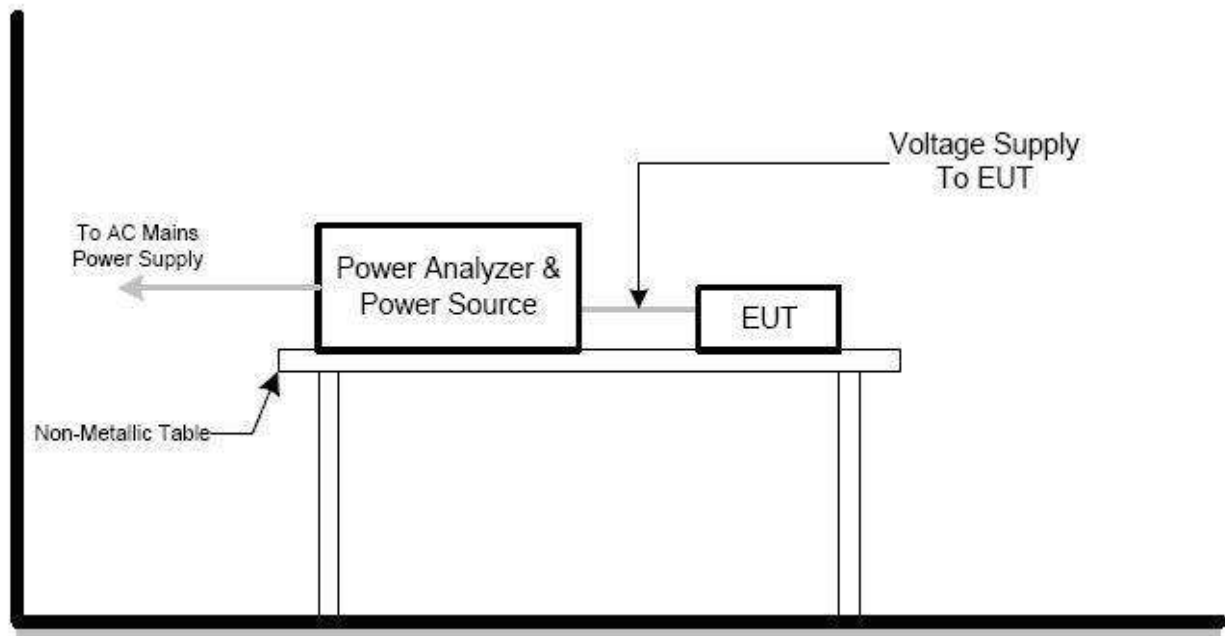 Voltage Supply
To EUT
To AC Mains
Power Supply
Power Analyzer &
Power Source
EUT
Non-Metallic Table